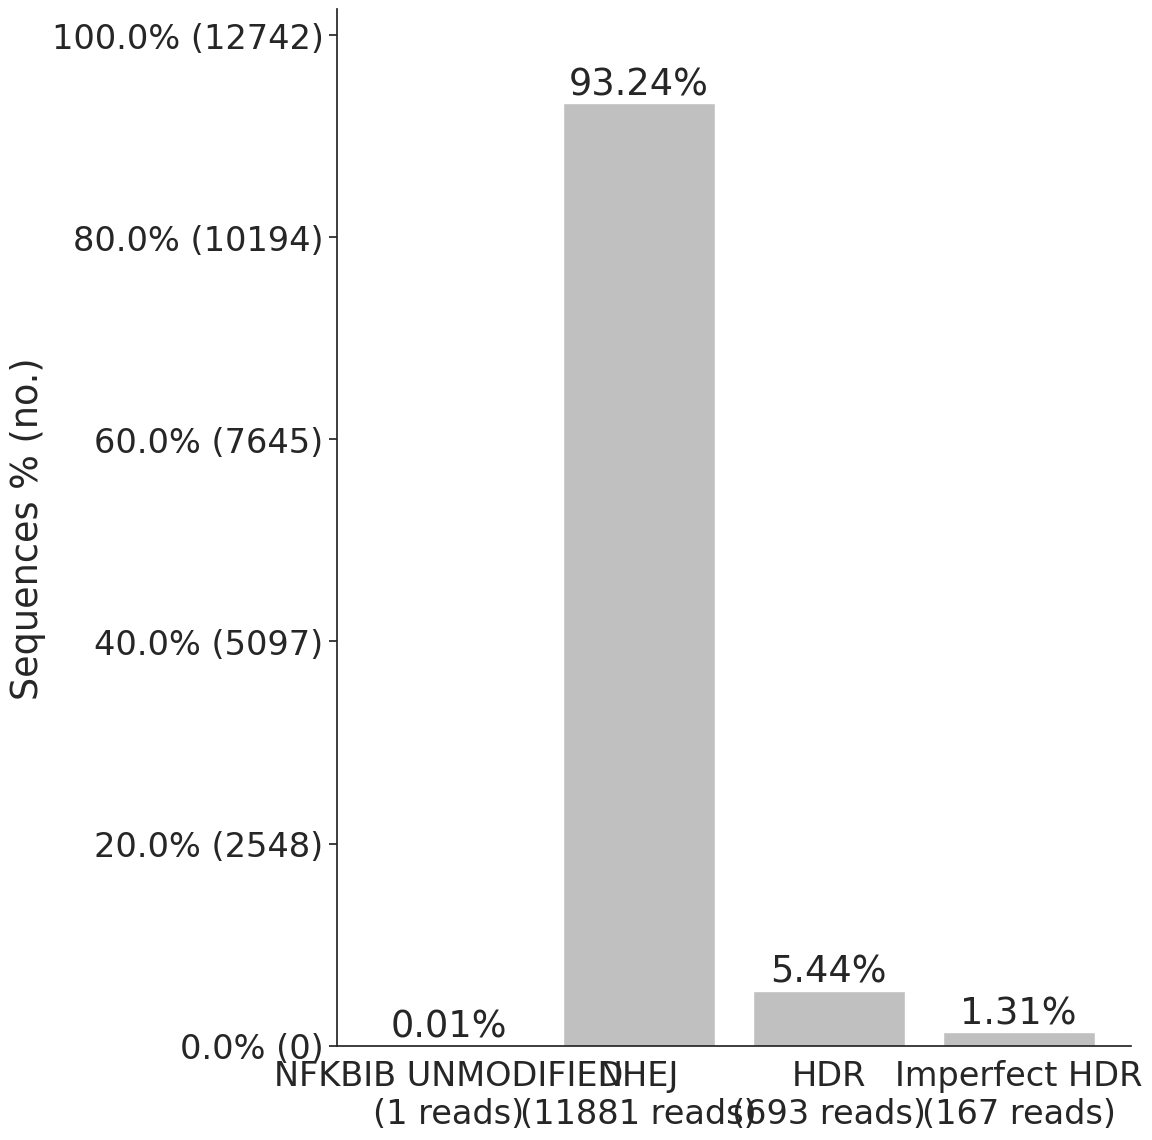 100.0% (12742)
80.0% (10194)
60.0% (7645)
40.0% (5097)
20.0% (2548)
0.0% (0)
Sequences % (no.)
0.01%
93.24%
5.44%
1.31%
NFKBIB UNMODIFIED
(1 reads)
NHEJ
(11881 reads)
HDR
(693 reads)
Imperfect HDR
(167 reads)